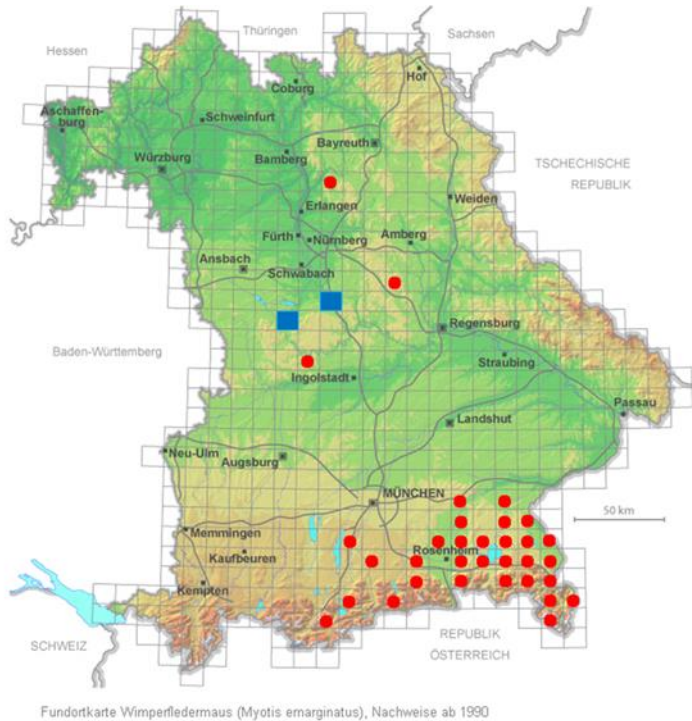 Thüringen
Sachsen
Hessen
Hof
Coburg
Aschaffen-
burg
Schweinfurt
Bayreuth
Bamberg
Würzburg
TSCHECHISCHE
REPUBLIK
Weiden
Erlangen
Fürth
Nürnberg
Amberg
Ansbach
Schwabach
Regensburg
Baden-Württemberg
Straubing
Ingolstadt
Passau
Landshut
Neu-Ulm
Augsburg
MÜNCHEN
50 km
Memmingen
Kaufbeuren
Rosenheim
Kempten
SCHWEIZ
REPUBLIK
ÖSTERREICH
Fundortkarte Wimperfledermaus (Myotis emarginatus), Nachweise ab 1990